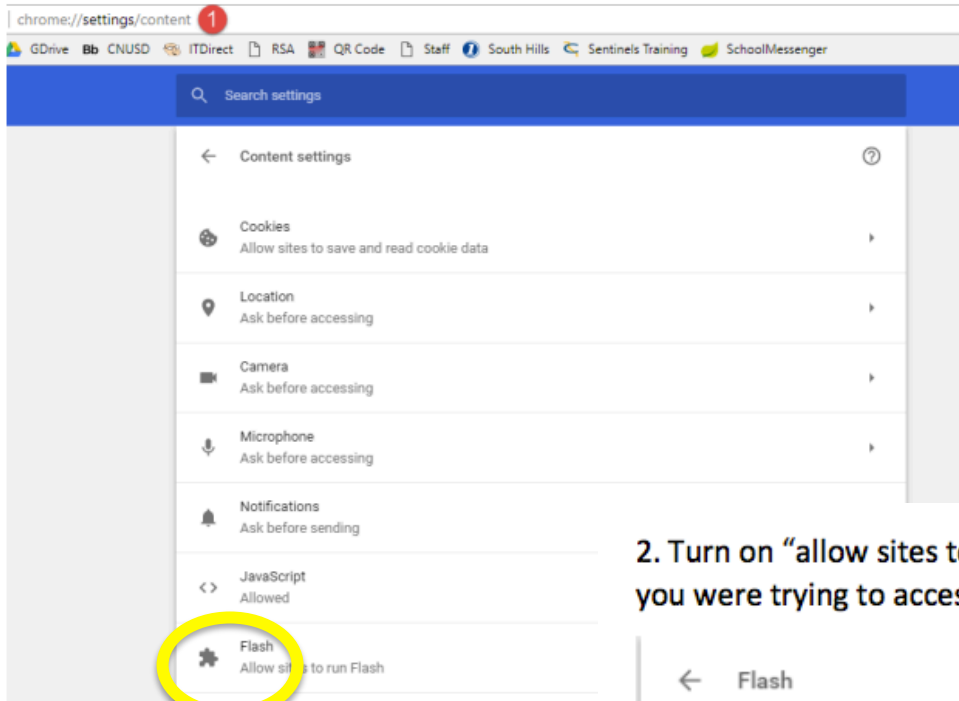 chrome://settings/content 1
GDrive Bb CNUSD ITDirect RSA QR Code Staff South Hills Sentinels Training SchoolMessenger
Search settings
Content settings
Cookies
Allow sites to save and read cookie data
Location
Ask before accessing
Camera
Ask before accessing
Microphone
Ask before accessing
Notifications
Ask before sending
JavaScript
Allowed
Flash
Allow sites to run Flash
2. Turn on “allow sites
you were trying to
Flash